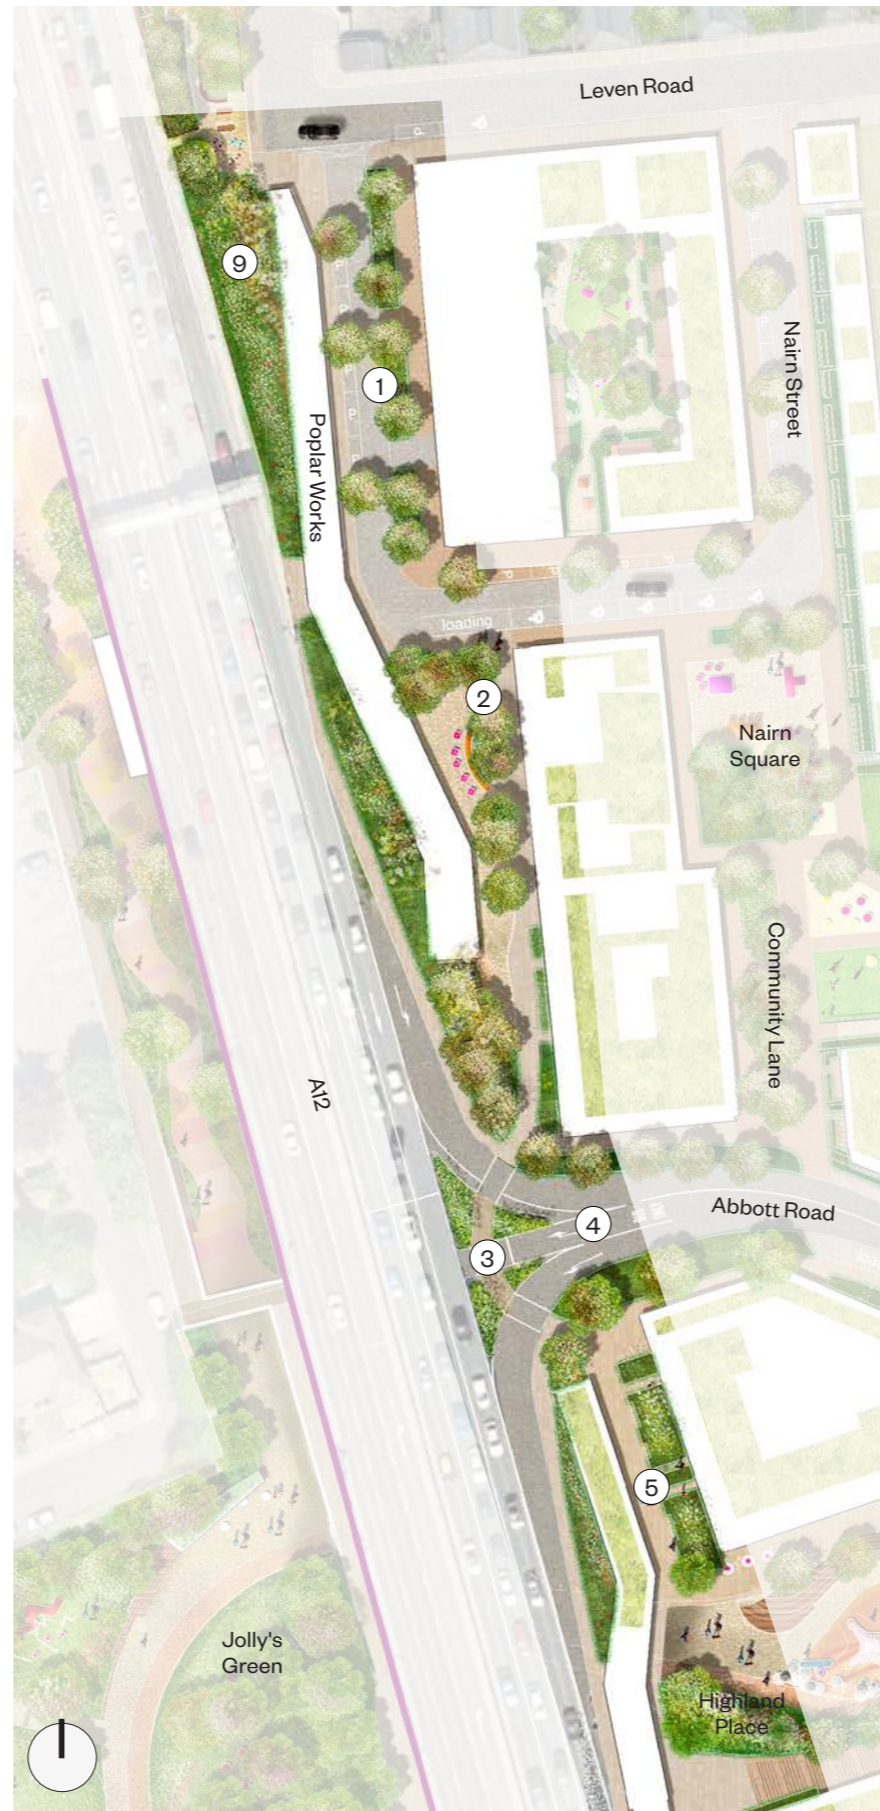 Leven Road
9
Nairn Street
1
Poplar Works
loading
2
Nairn
Square
Community Lane
A12
Abbott Road
4
3
5
Jolly's
Green
Highland
Place